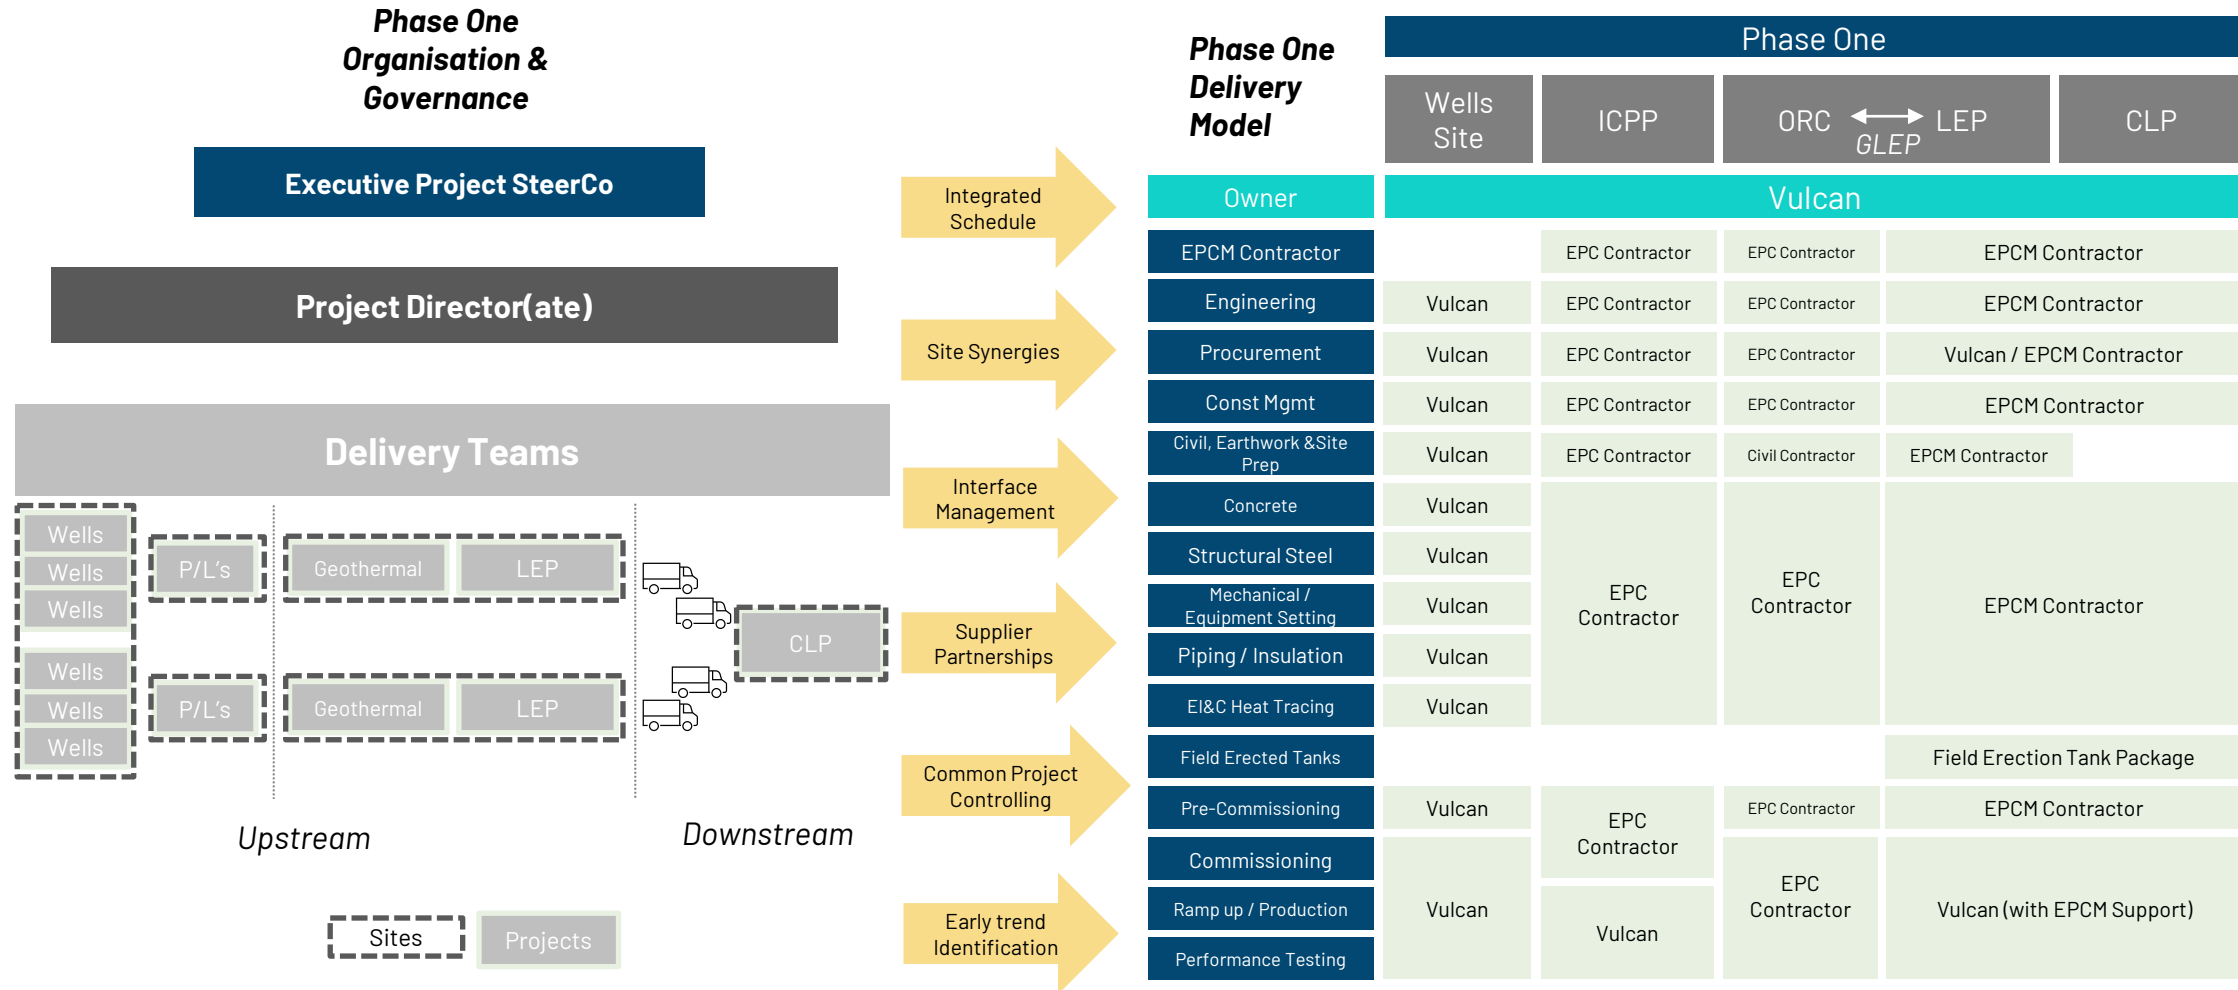 Phase One
Organisation &
Governance
Executive Project SteerCo
Project Director(ate)
Delivery Teams
Wells
Wells
Wells
P/L's
Geothermal
LEP
Wells
Wells
Wells
P/L's
Geothermal
LEP
CLP
Upstream
Downstream
Sites
Projects
Integrated
Schedule
Site Synergies
Interface
Management
Supplier
Partnerships
Common Project
Controlling
Early trend
Identification
Phase One
Delivery
Model
Phase One
Wells
Site
ICPP
ORC
LEP
GLEP
CLP
Owner
Vulcan
EPCM Contractor
EPC Contractor
EPC Contractor
EPCM Contractor
Engineering
Vulcan
EPC Contractor
EPC Contractor
EPCM Contractor
Procurement
Vulcan
EPC Contractor
EPC Contractor
Vulcan / EPCM Contractor
Const Mgmt
Vulcan
EPC Contractor
EPC Contractor
EPCM Contractor
Civil, Earthwork &Site
Prep
Vulcan
EPC Contractor
Civil Contractor
EPCM Contractor
Concrete
Vulcan
Structural Steel
Vulcan
Mechanical /
Equipment Setting
Vulcan
EPC
Contractor
EPC
Contractor
EPCM Contractor
Piping / Insulation
Vulcan
EI&C Heat Tracing
Vulcan
Field Erected Tanks
Field Erection Tank Package
Pre-Commissioning
Vulcan
EPC
Contractor
EPC Contractor
EPCM Contractor
Commissioning
Ramp up / Production
Vulcan
Vulcan
EPC
Contractor
Vulcan (with EPCM Support)
Performance Testing